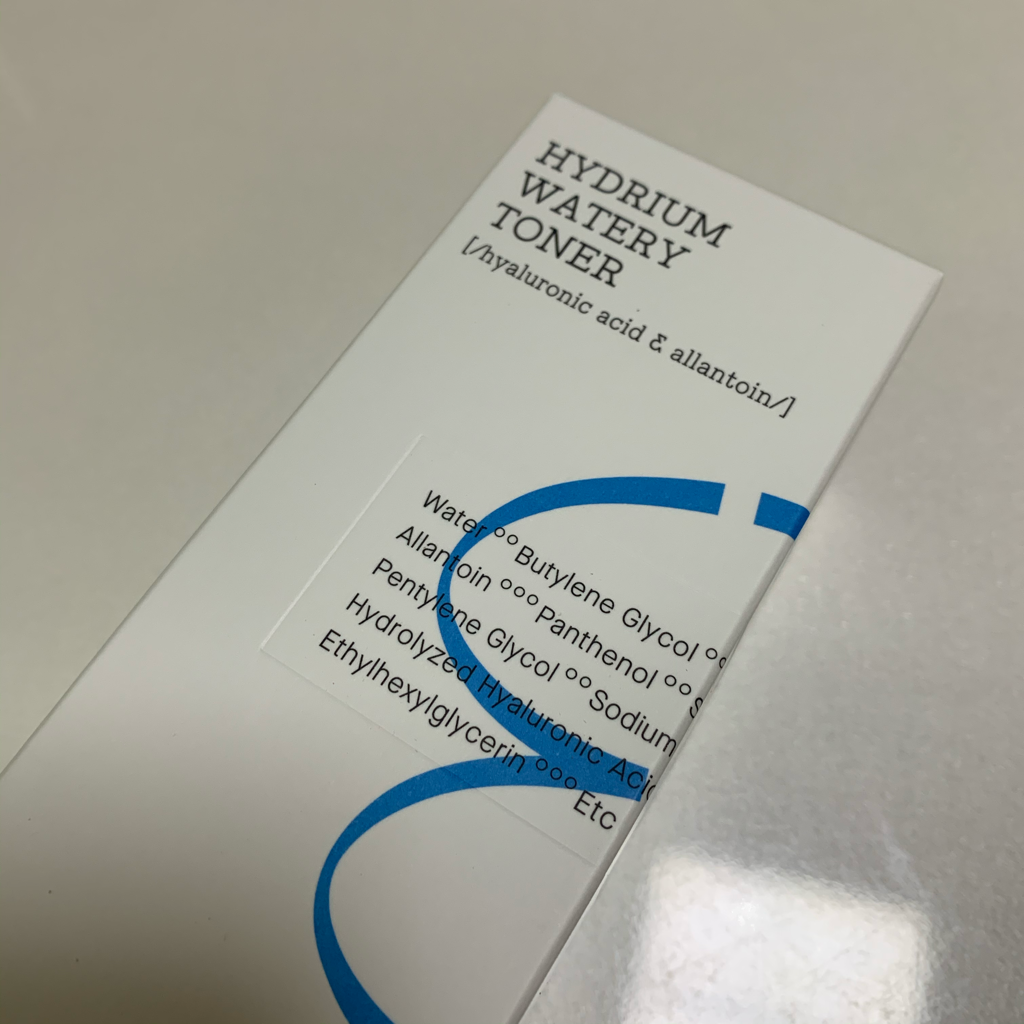 HYDRIUM
WATERY
TONER
[/hyaluronic acid & allantoin/]
Water °°Butylene Glycol °°
Allantoin °°°Panthenol °°
Pentylene Glycol °°Sodium
Hydrolyzed Hyaluronic Acid
Ethylhexylglycerin °°°Etc